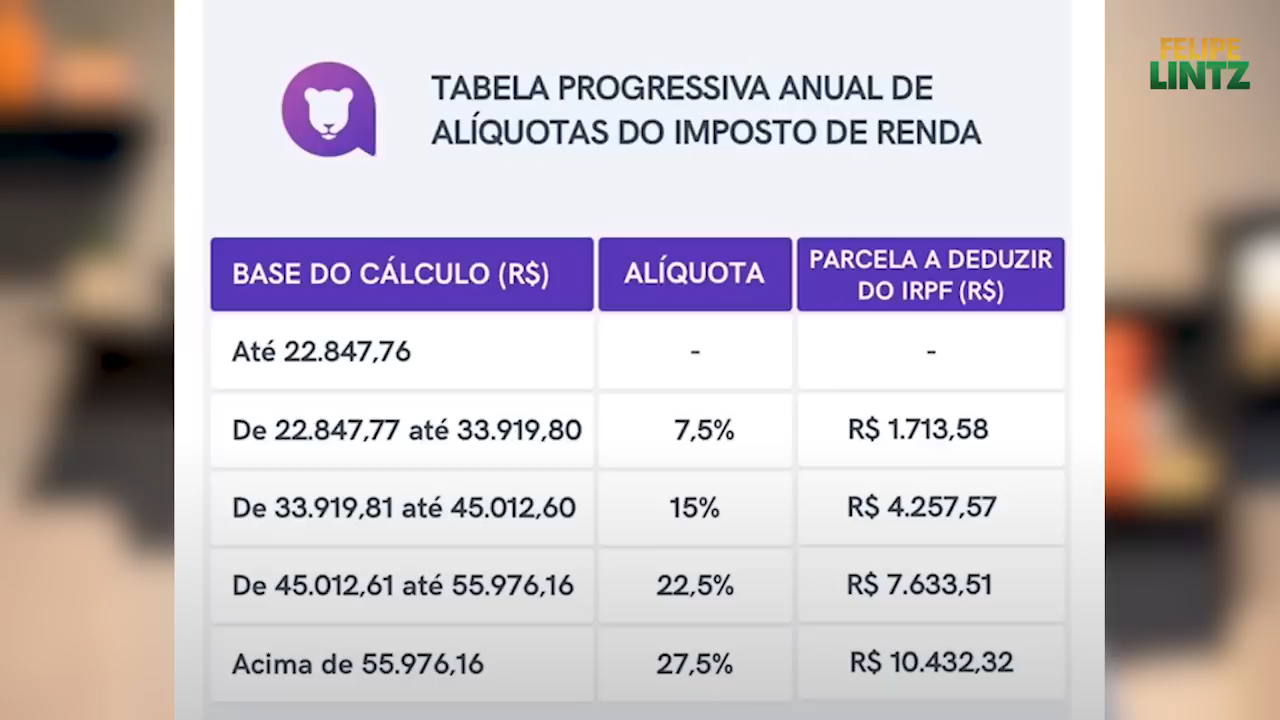 FELIPE
LINTZ
TABELA PROGRESSIVA ANUAL DE
ALÍQUOTAS DO IMPOSTO DE RENDA
BASE DO CÁLCULO (R$) ALÍQUOTA PARCELA A DEDUZIR
DO IRPF (R$)
Até 22.847,76 - -
De 22.847,77 até 33.919,80 7,5% R$ 1.713,58
De 33.919,81 até 45.012,60 15% R$ 4.257,57
De 45.012,61 até 55.976,16 22,5% R$ 7.633,51
Acima de 55.976,16 27,5% R$ 10.432,32